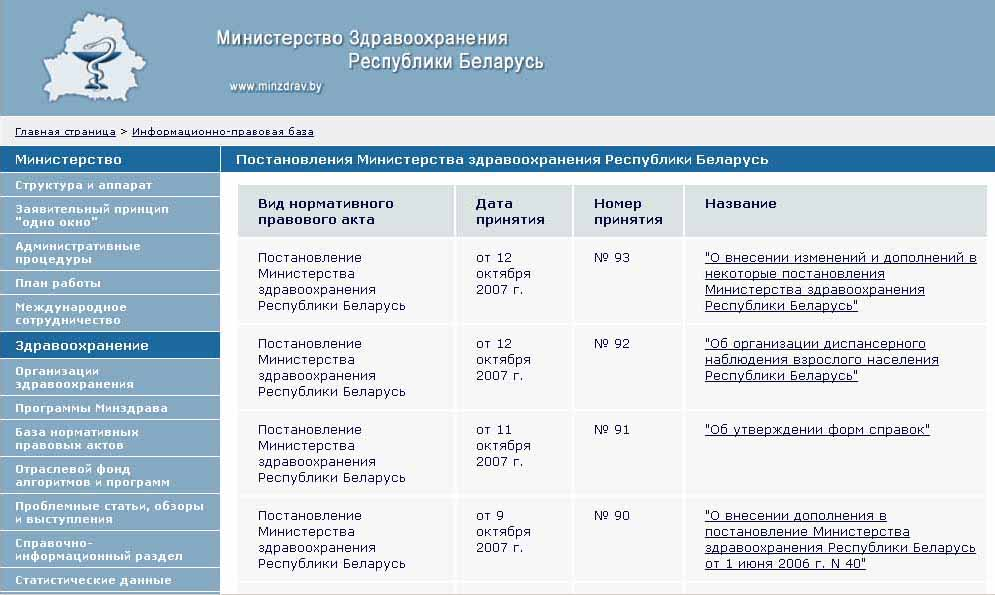 Министерство Здравоохранения
Республики Беларусь
www.minzdrav.by
Главная страница > Информационно-правовая база
Министерство
Структура и аппарат
Заявительный принцип
"одно окно"
Административные
процедуры
План работы
Международное
сотрудничество
Здравоохранение
Организации
здравоохранения
Программы Минздрава
База нормативных
правовых актов
Отраслевой фонд
алгоритмов и программ
Проблемные статьи, обзоры
и выступления
Справочно-
информационный раздел
Статистические данные
Постановления Министерства здравоохранения Республики Беларусь
Вид нормативного
правового акта
Дата
принятия
Номер
принятия
Название
Постановление
Министерства
здравоохранения
Республики Беларусь
от 12
октября
2007 г.
№ 93
"О внесении изменений и дополнений в
некоторые постановления
Министерства здравоохранения
Республики Беларусь"
Постановление
Министерства
здравоохранения
Республики Беларусь
от 12
октября
2007 г.
№ 92
"Об организации диспансерного
наблюдения взрослого населения
Республики Беларусь"
Постановление
Министерства
здравоохранения
Республики Беларусь
от 11
октября
2007 г.
№ 91
"Об утверждении форм справок"
Постановление
Министерства
здравоохранения
Республики Беларусь
от 9
октября
2007 г.
№ 90
"О внесении дополнения в
постановление Министерства
здравоохранения Республики Беларусь
от 1 июня 2006 г. N 40"